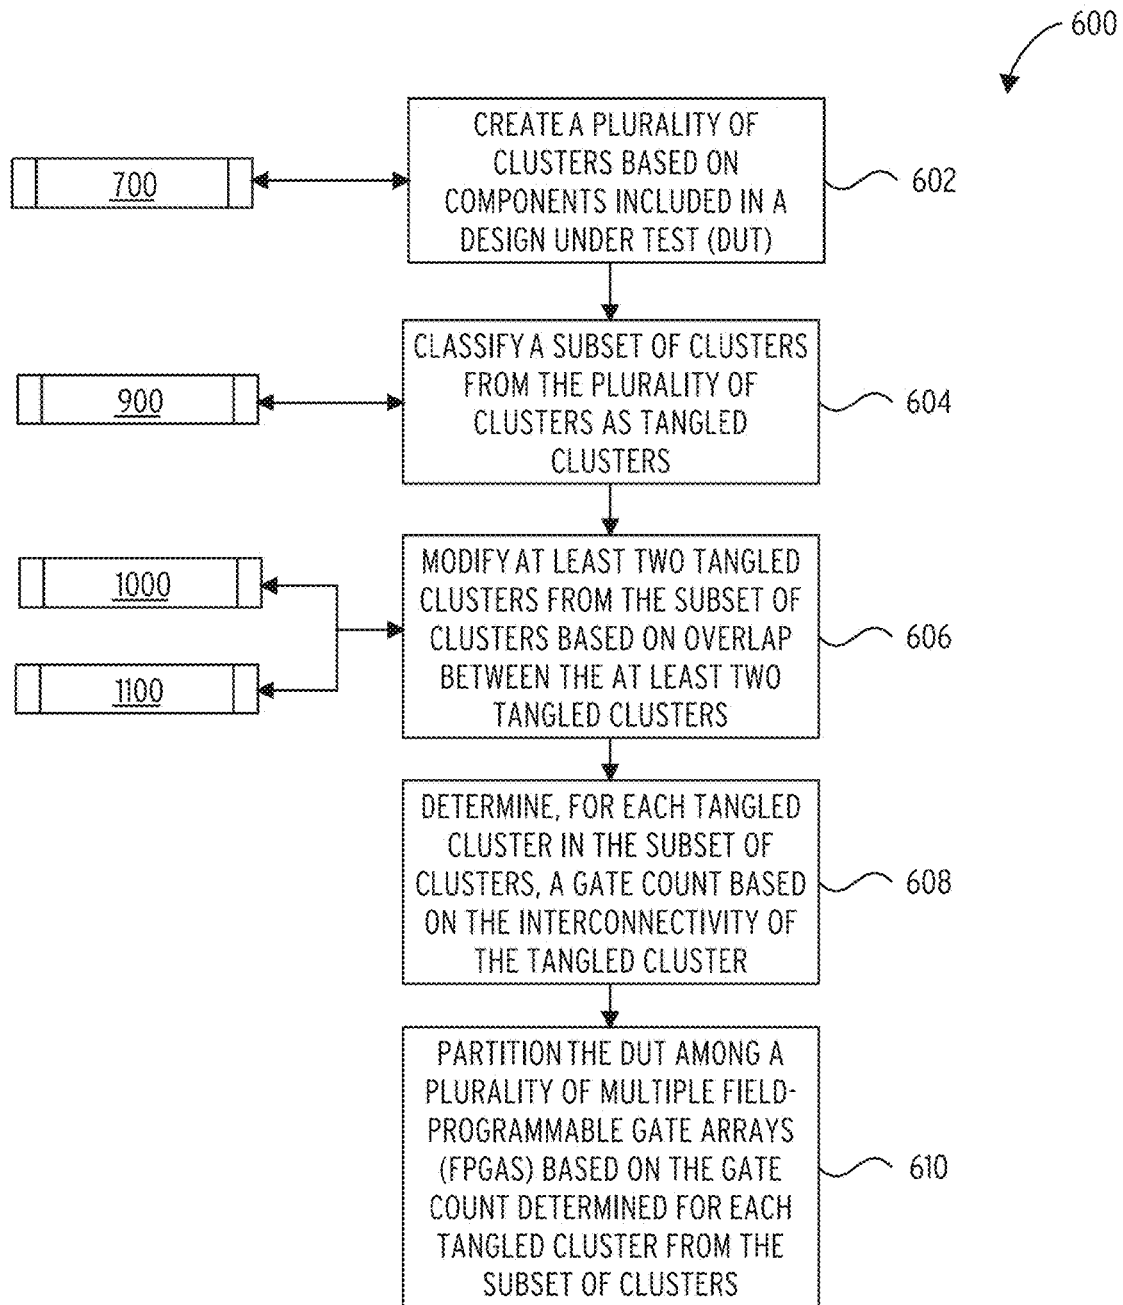 600
CREATE A PLURALITY OF
CLUSTERS BASED ON
COMPONENTS INCLUDED IN A
DESIGN UNDER TEST (DUT)
602
700
CLASSIFY A SUBSET OF CLUSTERS
FROM THE PLURALITY OF
CLUSTERS AS TANGLED
CLUSTERS
604
900
MODIFY AT LEAST TWO TANGLED
CLUSTERS FROM THE SUBSET OF
CLUSTERS BASED ON OVERLAP
BETWEEN THE AT LEAST TWO
TANGLED CLUSTERS
606
1000
1100
DETERMINE, FOR EACH TANGLED
CLUSTER IN THE SUBSET OF
CLUSTERS, A GATE COUNT BASED
ON THE INTERCONNECTIVITY OF
THE TANGLED CLUSTER
608
PARTITION THE DUT AMONG A
PLURALITY OF MULTIPLE FIELD-
PROGRAMMABLE GATE ARRAYS
(FPGAS) BASED ON THE GATE
COUNT DETERMINED FOR EACH
TANGLED CLUSTER FROM THE
SUBSET OF CLUSTERS
610